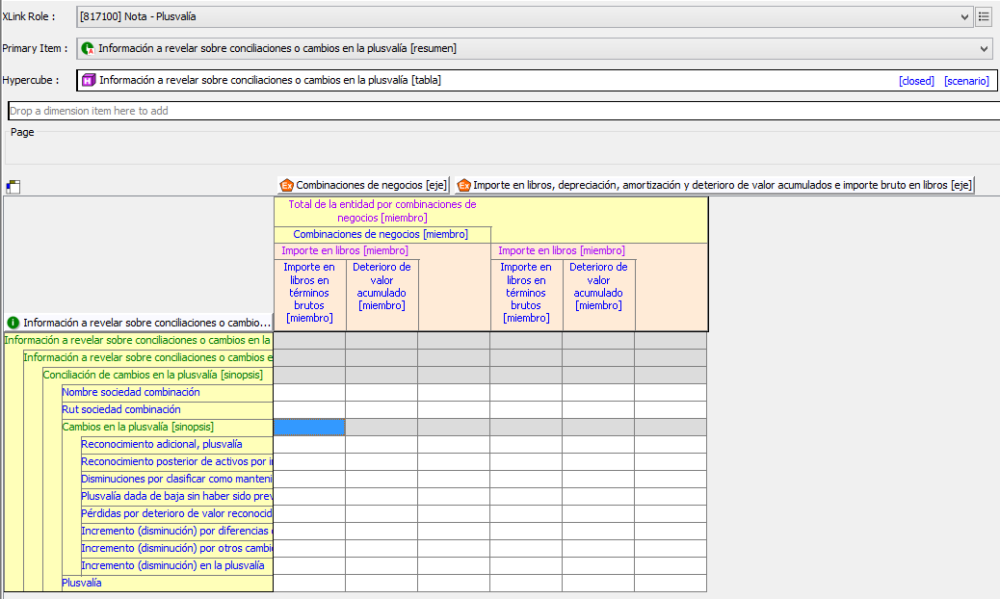 XLink Role :
[817100] Nota - Plusvalía
Primary Item :
Información a revelar sobre conciliaciones o cambios en la plusvalía [resumen]
Hypercube :
H
Información a revelar sobre conciliaciones o cambios en la plusvalía [tabla]
[closed]
[scenario]
Drop a dimension item here to add
Page
Ex
Combinaciones de negocios [eje]
Ex
Importe en libros, depreciación, amortización y deterioro de valor acumulados e importe bruto en libros [eje]
Total de la entidad por combinaciones de
negocios [miembro]
Combinaciones de negocios [miembro]
Importe en libros [miembro]
Importe en libros [miembro]
Importe en
libros en
términos
brutos
[miembro]
Deterioro de
valor
acumulado
[miembro]
Importe en
libros en
términos
brutos
[miembro]
Deterioro de
valor
acumulado
[miembro]
Información a revelar sobre conciliaciones o cambio...
Información a revelar sobre conciliaciones o cambios en la
Información a revelar sobre conciliaciones o cambios e
Conciliación de cambios en la plusvalía [sinopsis]
Nombre sociedad combinación
Rut sociedad combinación
Cambios en la plusvalía [sinopsis]
Reconocimiento adicional, plusvalía
Reconocimiento posterior de activos por i
Disminuciones por clasificar como manteni
Plusvalía dada de baja sin haber sido prev
Pérdidas por deterioro de valor reconocid
Incremento (disminución) por diferencias
Incremento (disminución) por otros cambi
Incremento (disminución) en la plusvalía
Plusvalía